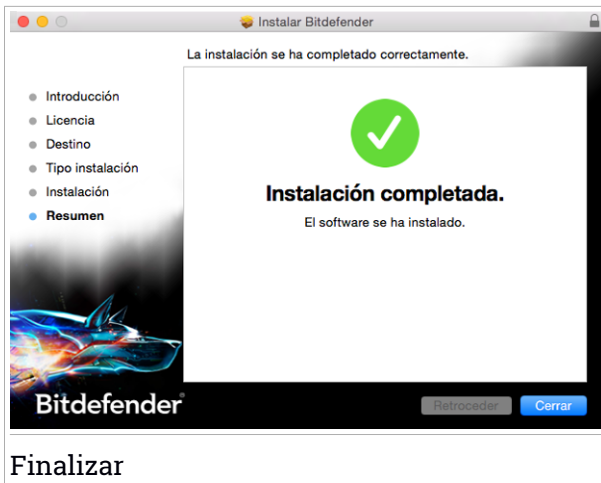 Instalar Bitdefender
La instalación se ha completado correctamente.
Introducción
Licencia
Destino
Tipo instalación
Instalación
Resumen
Instalación completada.
El software se ha instalado.
Bitdefender®
Retroceder
Cerrar
Finalizar